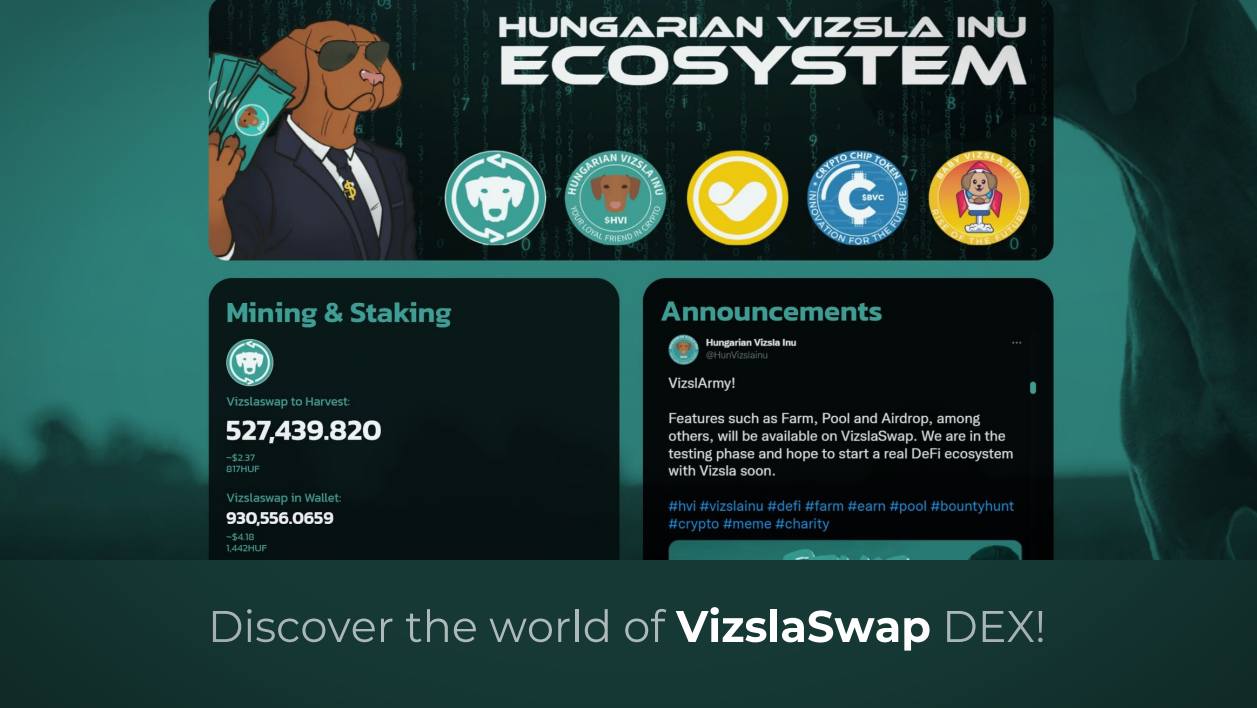 HUNGARIAN VIZSLA INU
ECOSYSTEM
HUNGARIAN VIZSLA INU
$HVI
YOUR LOYAL FRIEND IN CRYPTO
CRYPTO CHIP TOKEN
$BVC
INNOVATION FOR THE FUTURE
BABY VIZSLA INU
RISE OF THE FUTURE
Mining & Staking
Vizslaswap to Harvest:
527,439.820
~$2.37
817HUF
Vizslaswap in Wallet:
930,556.0659
~$4.18
1,442HUF
Announcements
Hungarian Vizsla Inu
@HunVizslainu
VizslArmy!
Features such as Farm, Pool and Airdrop, among
others, will be available on VizslaSwap. We are in the
testing phase and hope to start a real DeFi ecosystem
with Vizsla soon.
#hvi #vizslainu #defi #farm #earn #pool #bountyhunt
#crypto #meme #charity
Discover the world of VizslaSwap DEX!